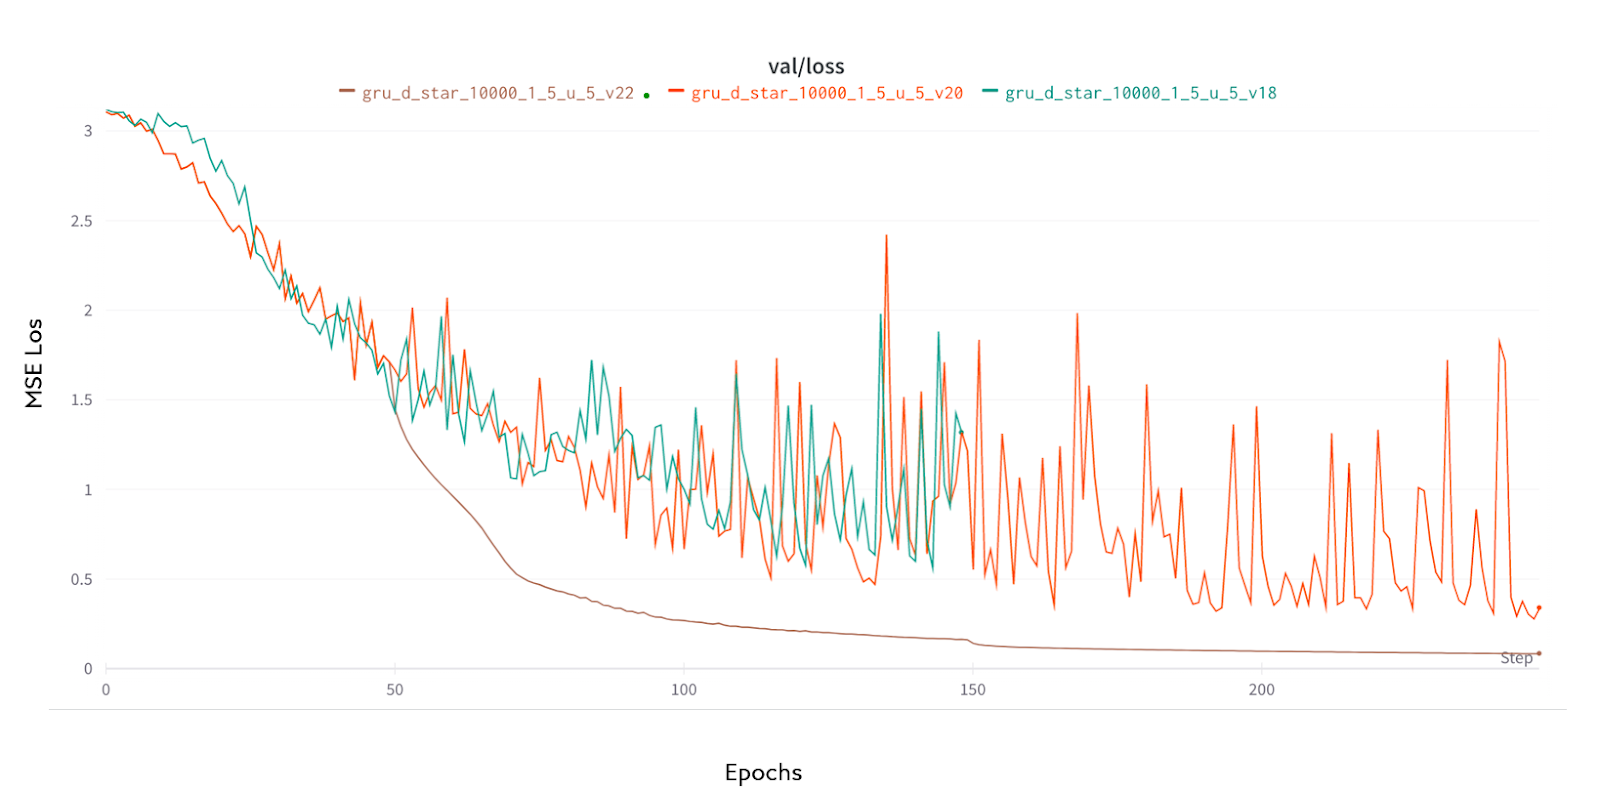 val/loss
gru_d_star_10000_1_5_u_5_v22 gru_d_star_10000_1_5_u_5_v20 gru_d_star_10000_1_5_u_5_v18
3
2.5
2
1.5
1
0.5
0
MSE Los
Step
0 50 100 150 200
Epochs